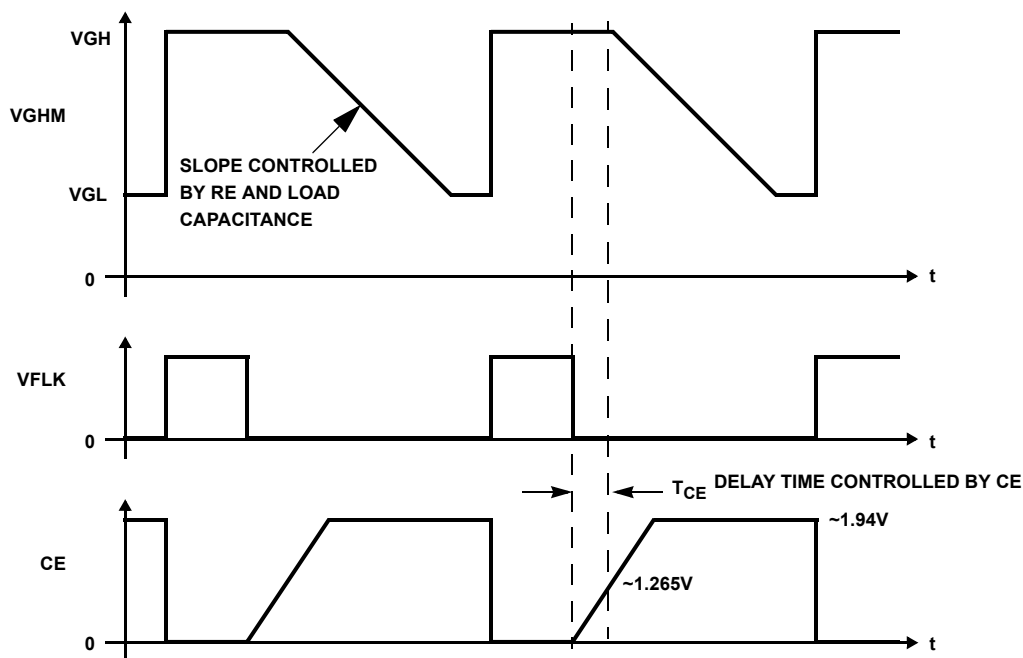 VGH
VGHM
SLOPE CONTROLLED
BY RE AND LOAD
CAPACITANCE
VGL
0
t
VFLK
0
t
TCE DELAY TIME CONTROLLED BY CE
~1.94V
CE
~1.265V
0
t